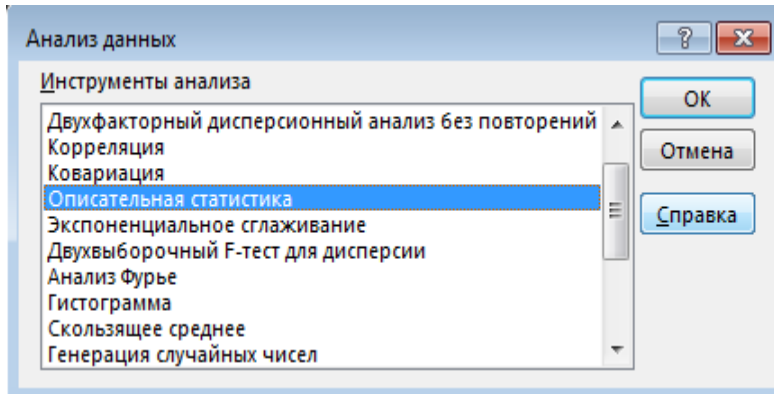 Анализ данных
Инструменты анализа
Двухфакторный дисперсионный анализ без повторений
Корреляция
Ковариация
Описательная статистика
Экспоненциальное сглаживание
Двухвыборочный F-тест для дисперсии
Анализ Фурье
Гистограмма
Скользящее среднее
Генерация случайных чисел
ОК
Отмена
Справка